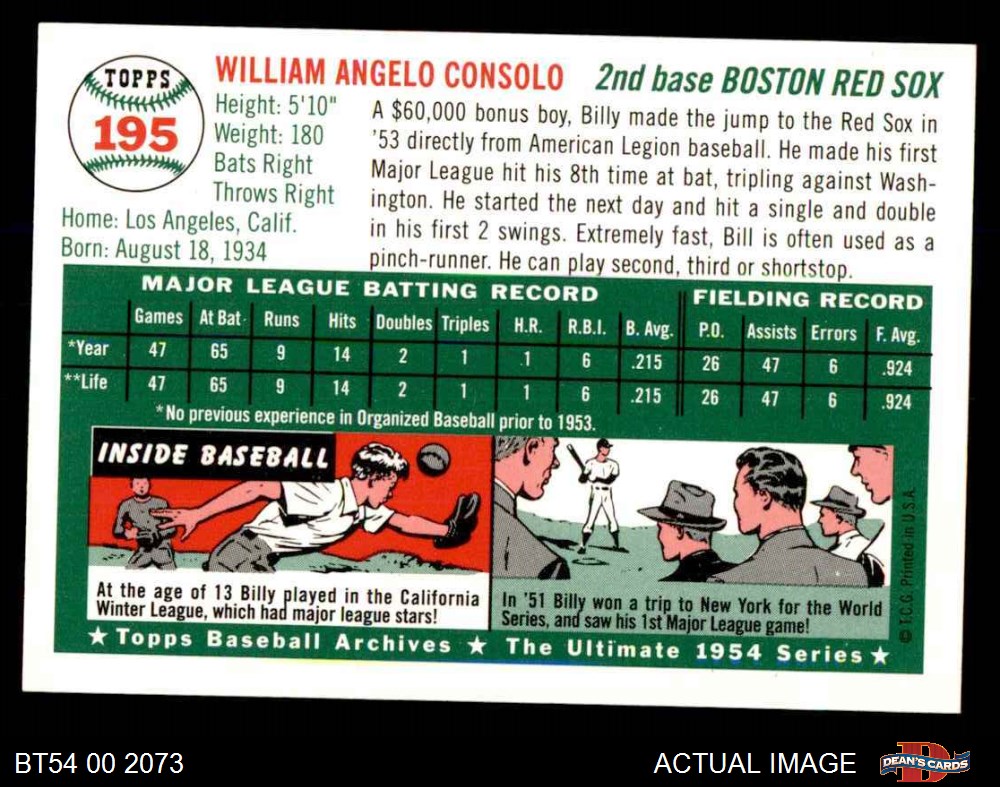 TOPPS
195
WILLIAM ANGELO CONSOLO 2nd base BOSTON RED SOX
Height: 5'10"
Weight: 180
Bats Right
Throws Right
Home: Los Angeles, Calif.
Born: August 18, 1934
A $60,000 bonus boy, Billy made the jump to the Red Sox in
'53 directly from American Legion baseball. He made his first
Major League hit his 8th time at bat, tripling against Wash-
ington. He started the next day and hit a single and double
in his first 2 swings. Extremely fast, Bill is often used as a
pinch-runner. He can play second, third or shortstop.
MAJOR LEAGUE BATTING RECORD FIELDING RECORD
Games At Bat Runs Hits Doubles Triples H.R. R.B.I. B. Avg. P.O. Assists Errors F. Avg.
*Year 47 65 9 14 2 1 .1 6 .215 26 47 6 .924
**Life 47 65 9 14 2 1 1 6 .215 26 47 6 .924
*No previous experience in Organized Baseball prior to 1953.
INSIDE BASEBALL
At the age of 13 Billy played in the California
Winter League, which had major league stars!
In '51 Billy won a trip to New York for the World
Series, and saw his 1st Major League game!
© T.C.G. Printed in U.S.A.
★ Topps Baseball Archives ★ The Ultimate 1954 Series ★
BT54 00 2073
ACTUAL IMAGE
DEAN'S CARDS